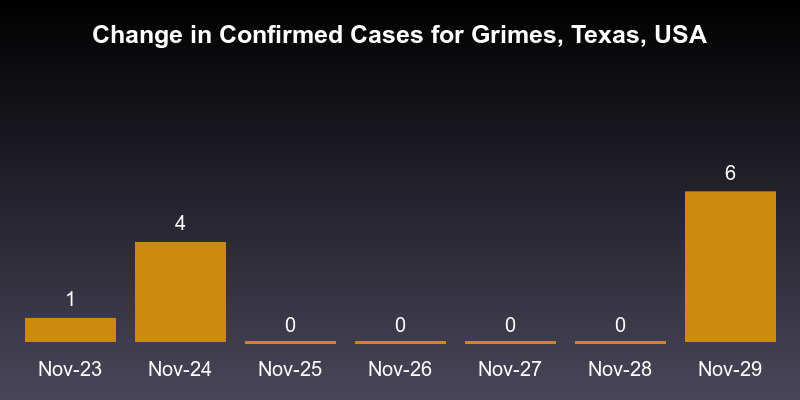 Change in Confirmed Cases for Grimes, Texas, USA
6
4
1
0 0 0 0
Nov-23 Nov-24 Nov-25 Nov-26 Nov-27 Nov-28 Nov-29